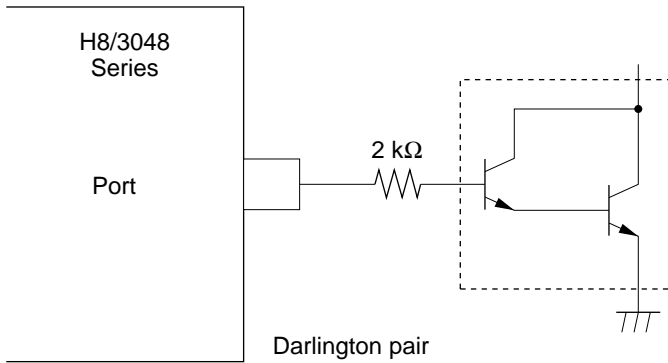 H8/3048
Series
2 kΩ
Port
Darlington pair